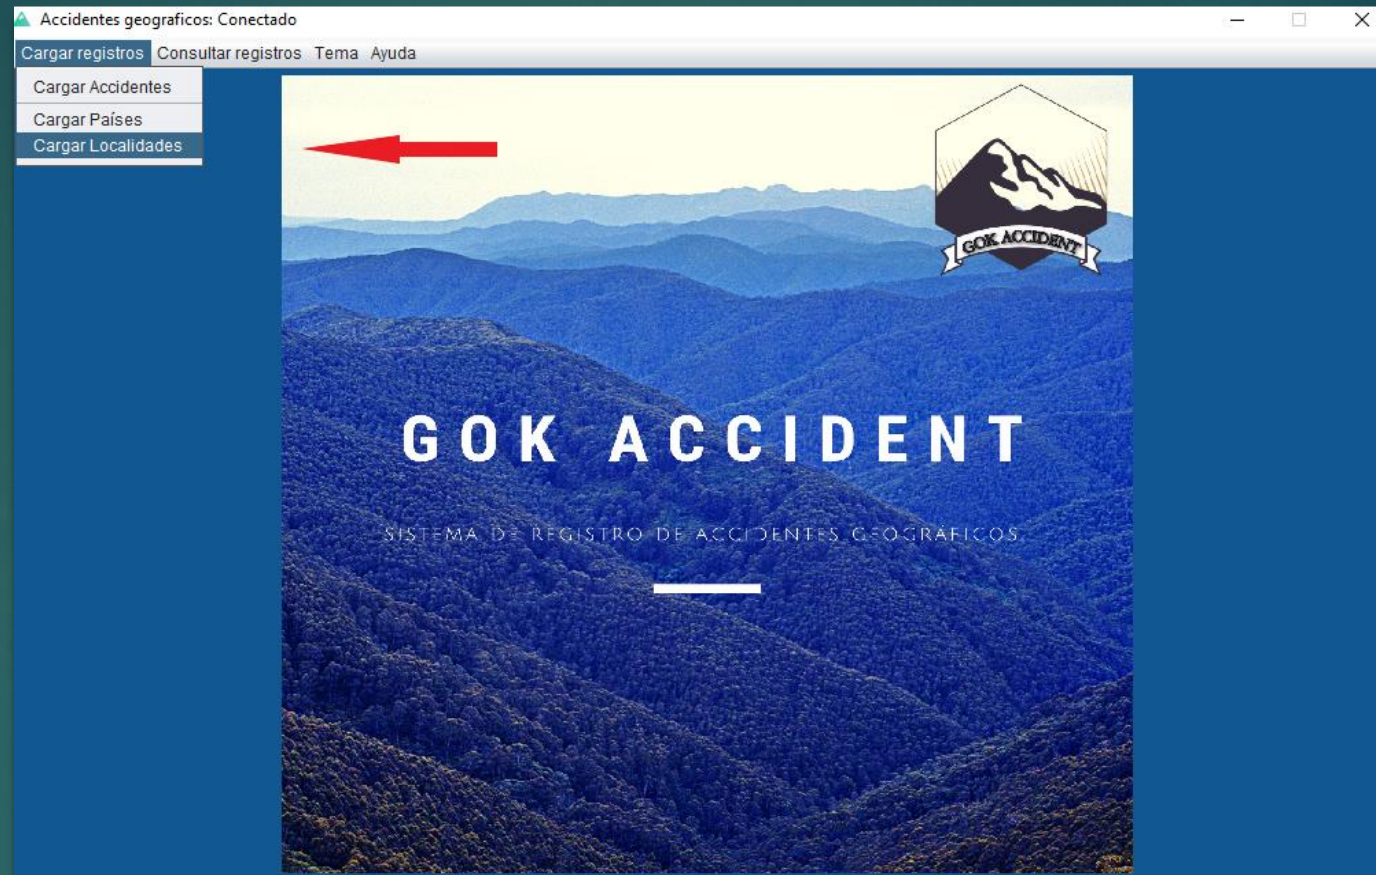 Accidentes geograficos: Conectado
Cargar registros Consultar registros Tema Ayuda
Cargar Accidentes
Cargar Países
Cargar Localidades
GOK ACCIDENT
GOK ACCIDENT
SISTEMA DE REGISTRO DE ACCIDENTES GEOGRÁFICOS